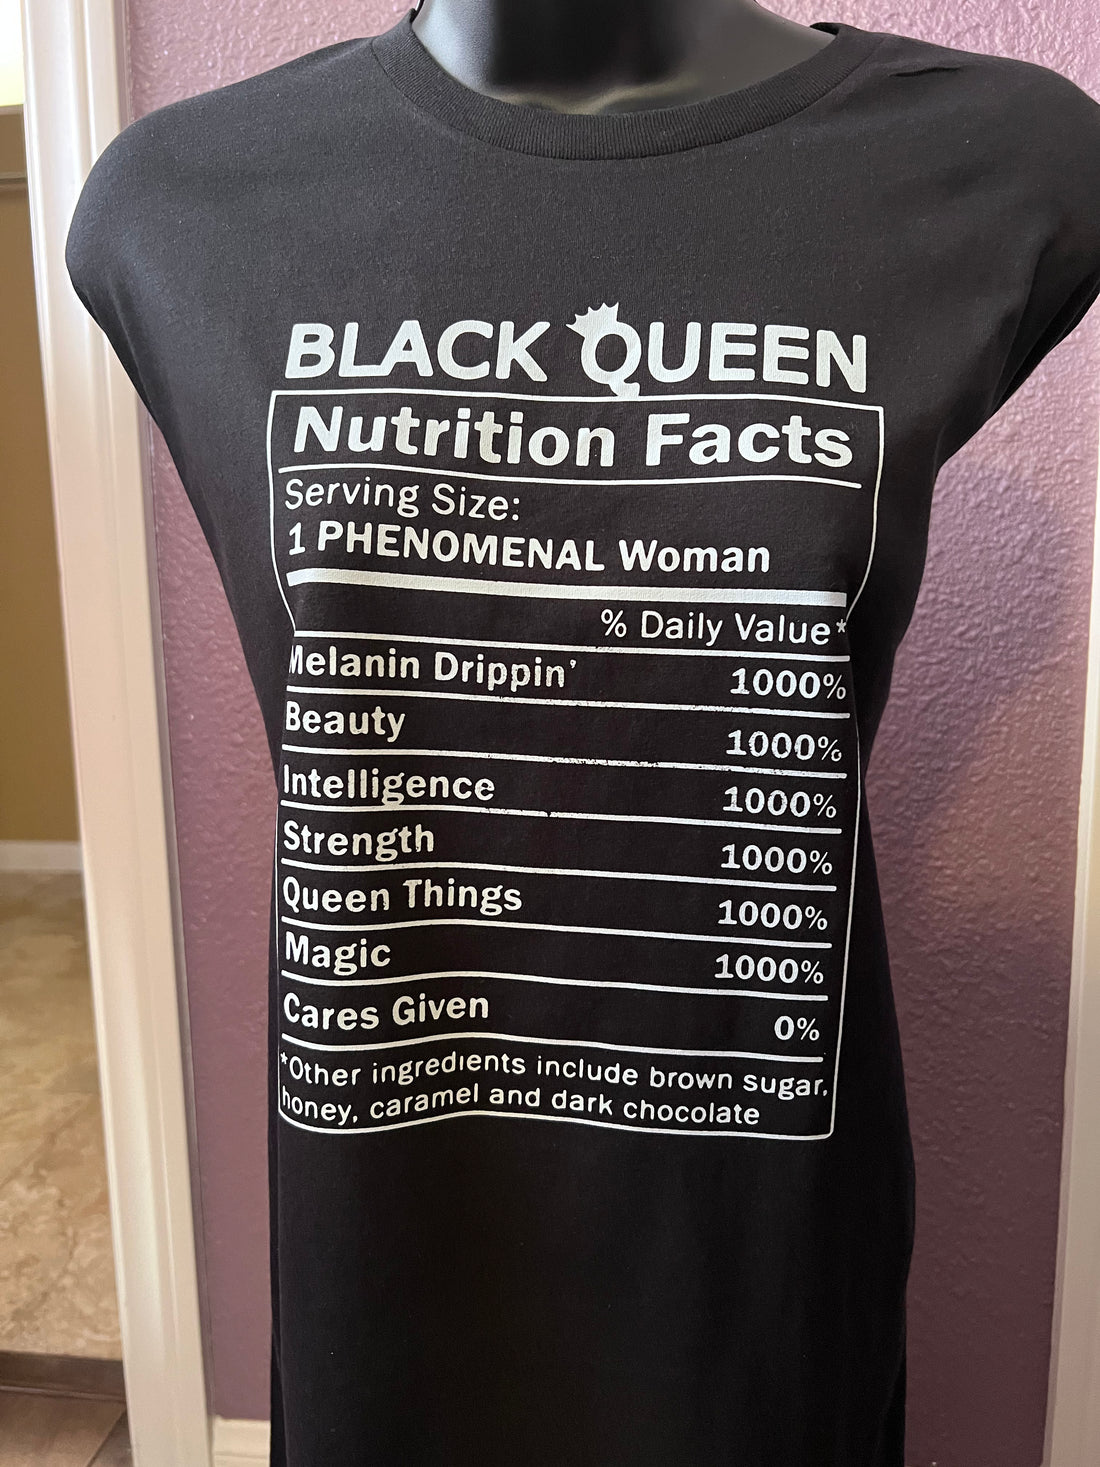 BLACK QUEEN
Nutrition Facts
Serving Size:
1 PHENOMENAL Woman
% Daily Value*
Melanin Drippin' 1000%
Beauty 1000%
Intelligence 1000%
Strength 1000%
Queen Things 1000%
Magic 1000%
Cares Given 0%
*Other ingredients include brown sugar,
honey, caramel and dark chocolate